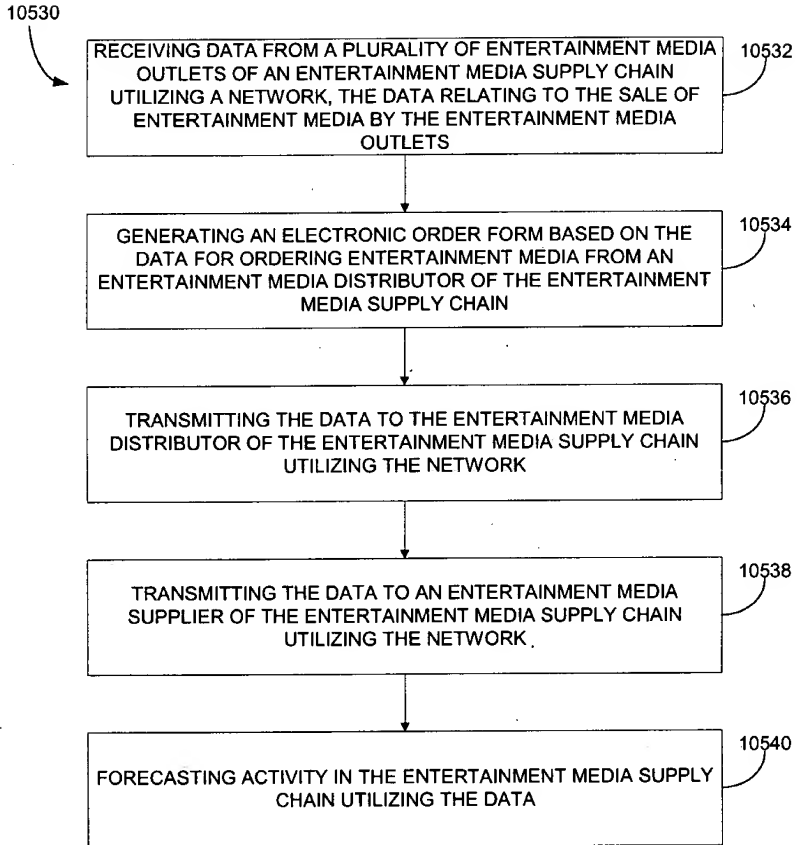 10530
RECEIVING DATA FROM A PLURALITY OF ENTERTAINMENT MEDIA
OUTLETS OF AN ENTERTAINMENT MEDIA SUPPLY CHAIN
UTILIZING A NETWORK, THE DATA RELATING TO THE SALE OF
ENTERTAINMENT MEDIA BY THE ENTERTAINMENT MEDIA
OUTLETS
10532
GENERATING AN ELECTRONIC ORDER FORM BASED ON THE
DATA FOR ORDERING ENTERTAINMENT MEDIA FROM AN
ENTERTAINMENT MEDIA DISTRIBUTOR OF THE ENTERTAINMENT
MEDIA SUPPLY CHAIN
10534
TRANSMITTING THE DATA TO THE ENTERTAINMENT MEDIA
DISTRIBUTOR OF THE ENTERTAINMENT MEDIA SUPPLY CHAIN
UTILIZING THE NETWORK
10536
TRANSMITTING THE DATA TO AN ENTERTAINMENT MEDIA
SUPPLIER OF THE ENTERTAINMENT MEDIA SUPPLY CHAIN
UTILIZING THE NETWORK
10538
FORECASTING ACTIVITY IN THE ENTERTAINMENT MEDIA SUPPLY
CHAIN UTILIZING THE DATA
10540